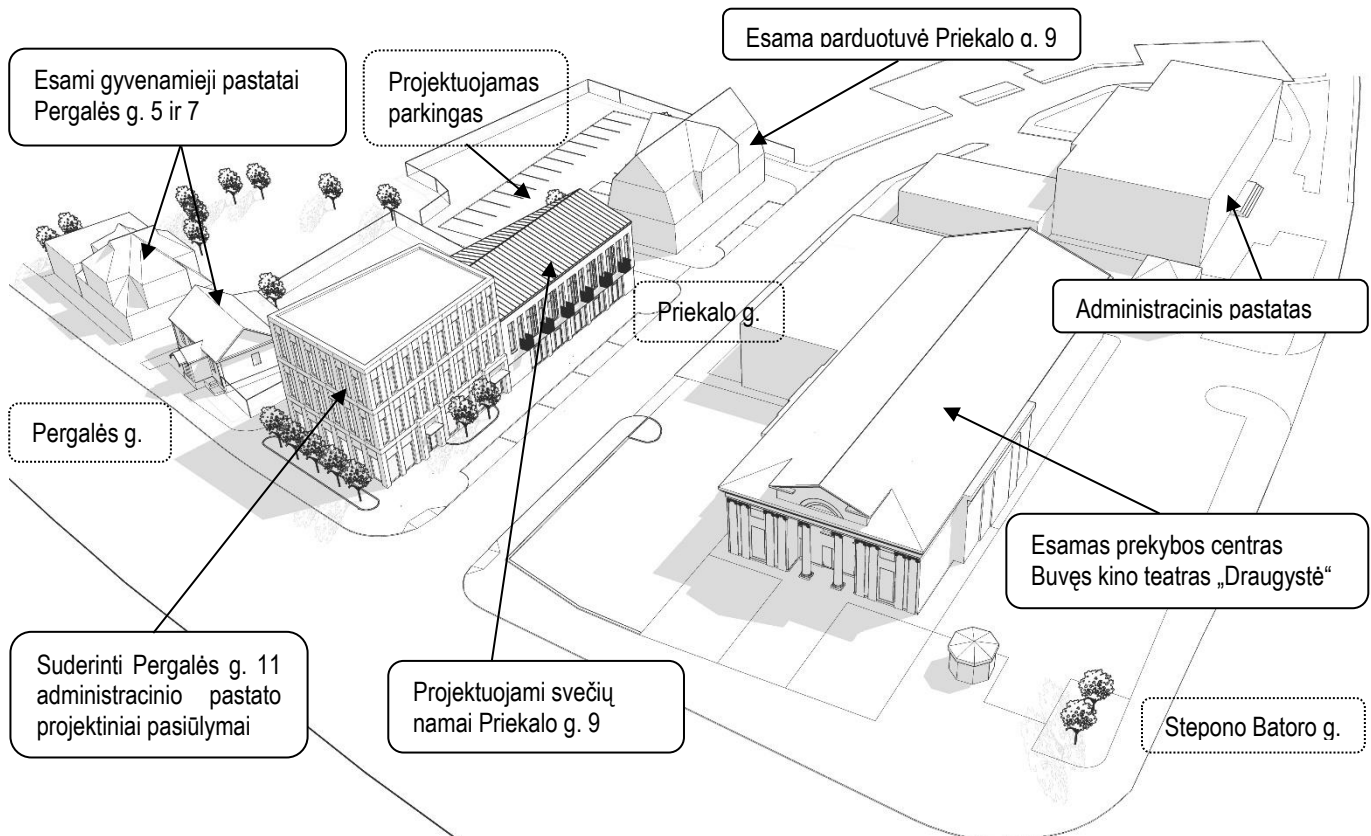 Esama parduotuvė Priekalo g. 9
Esami gyvenamieji pastatai
Pergalės g. 5 ir 7
Projektuojamas
parkingas
Priekalo g.
Administracinis pastatas
Pergalės g.
Esamas prekybos centras
Buvęs kino teatras „Draugystė“
Suderinti Pergalės g. 11
administracinio pastato
projektiniai pasiūlymai
Projektuojami svečių
namai Priekalo g. 9
Stepono Batoro g.